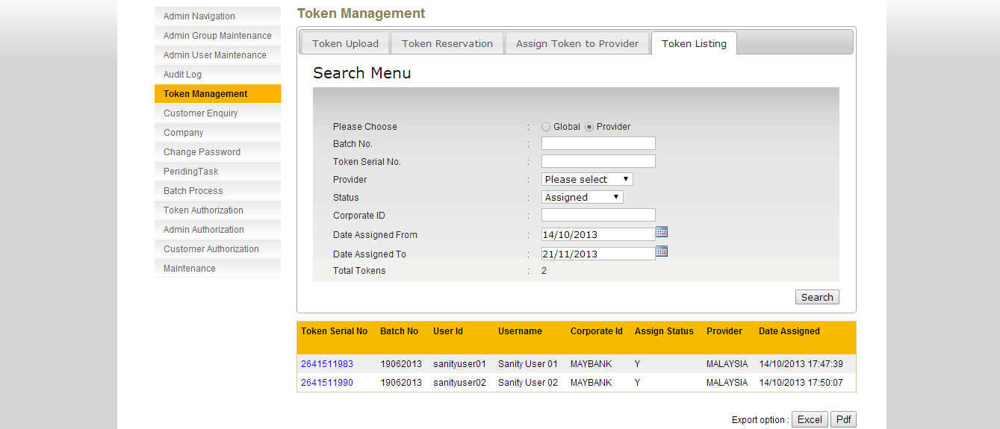 Admin Navigation
Admin Group Maintenance
Admin User Maintenance
Audit Log
Token Management
Customer Enquiry
Company
Change Password
PendingTask
Batch Process
Token Authorization
Admin Authorization
Customer Authorization
Maintenance
Token Management
Token Upload Token Reservation Assign Token to Provider Token Listing
Search Menu
Please Choose : Global Provider
Batch No. :
Token Serial No. :
Provider : Please select
Status : Assigned
Corporate ID :
Date Assigned From : 14/10/2013
Date Assigned To : 21/11/2013
Total Tokens : 2
Search
Token Serial No Batch No User Id Username Corporate Id Assign Status Provider Date Assigned
2641511983 19062013 sanityuser01 Sanity User 01 MAYBANK Y MALAYSIA 14/10/2013 17:47:39
2641511990 19062013 sanityuser02 Sanity User 02 MAYBANK Y MALAYSIA 14/10/2013 17:50:07
Export option : Excel Pdf